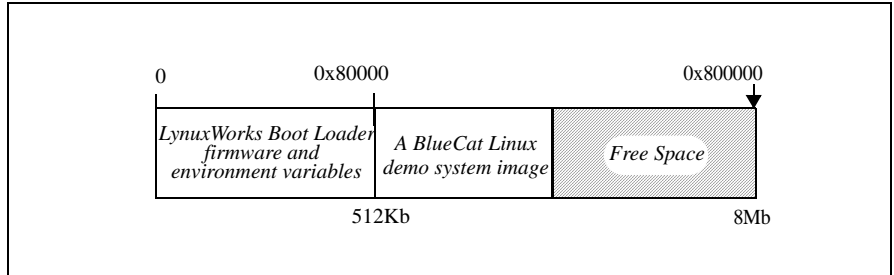 0 0x80000 0x800000
LynuxWorks Boot Loader
firmware and
environment variables
A BlueCat Linux
demo system image
Free Space
512Kb 8Mb